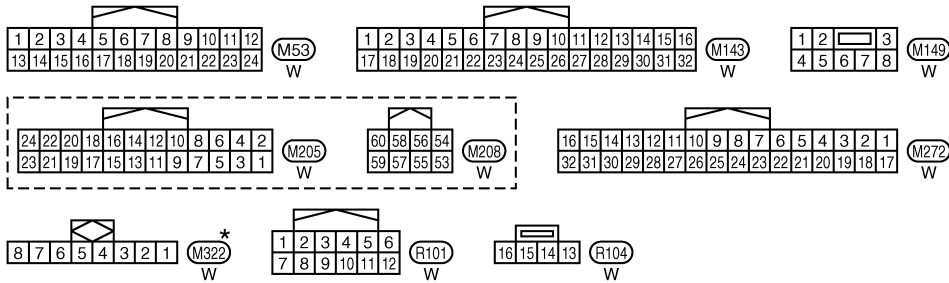 1 2 3 4 5 6 7 8 9 10 11 12
13 14 15 16 17 18 19 20 21 22 23 24
M53
W
1 2 3 4 5 6 7 8 9 10 11 12 13 14 15 16
17 18 19 20 21 22 23 24 25 26 27 28 29 30 31 32
M143
W
1 2 3
4 5 6 7 8
M149
W
24 22 20 18 16 14 12 10 8 6 4 2
23 21 19 17 15 13 11 9 7 5 3 1
M205
W
60 58 56 54
59 57 55 53
M208
W
16 15 14 13 12 11 10 9 8 7 6 5 4 3 2 1
32 31 30 29 28 27 26 25 24 23 22 21 20 19 18 17
M272
W
8 7 6 5 4 3 2 1
M322 *
W
1 2 3 4 5 6
7 8 9 10 11 12
R101
W
16 15 14 13
R104
W